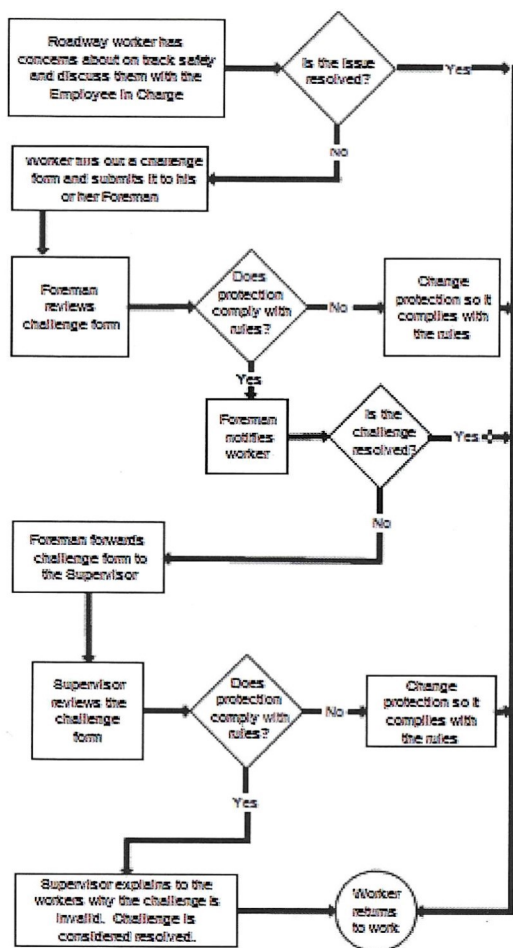 Roadway worker has
concerns about on track safety
and discuss them with the
Employee in Charge
Is the issue
resolved?
Yes
No
Worker fills out a challenge
form and submits it to his
or her Foreman
Foreman
reviews
challenge form
Does
protection
comply with
rules?
No
Change
protection so it
complies with
the rules
Yes
Foreman
notifies
worker
Is the
challenge
resolved?
Yes
No
Foreman forwards
challenge form to
the Supervisor
Supervisor
reviews the
challenge
form
Does
protection
comply with
rules?
No
Change
protection so it
complies with
the rules
Yes
Supervisor explains to the
workers why the challenge is
invalid. Challenge is
considered resolved.
Worker
returns
to work